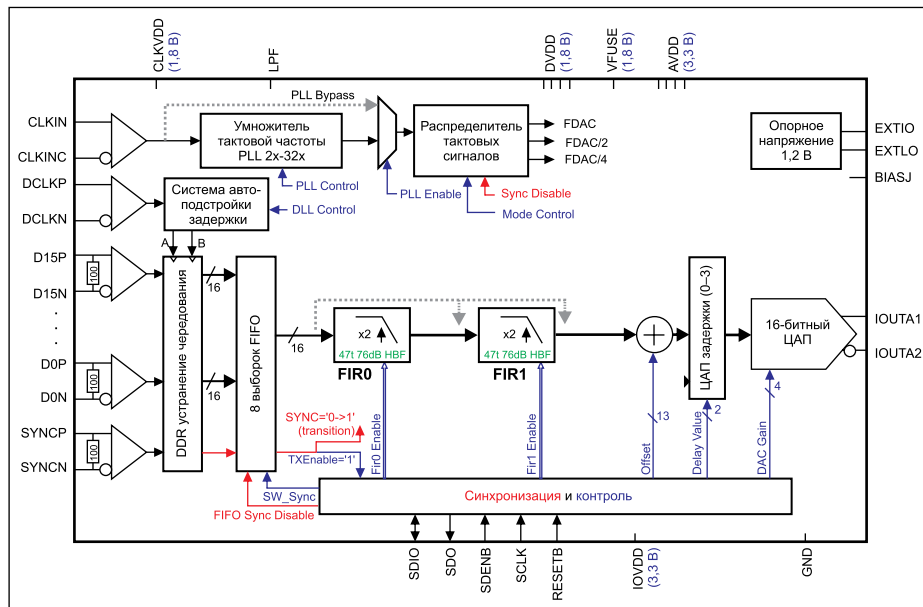 CLKVDD
(1,8 В)
LPF
DVDD
(1,8 В)
VFUSE
(1,8 В)
AVDD
(3,3 В)
PLL Bypass
CLKIN
CLKINC
Умножитель
тактовой частоты
PLL 2x-32x
Распределитель
тактовых
сигналов
FDAC
FDAC/2
FDAC/4
Опорное
напряжение
1,2 В
EXTIO
EXTLO
BIASJ
DCLKP
DCLKN
Система авто-
подстройки
задержки
PLL Control
DLL Control
PLL Enable
Sync Disable
Mode Control
A
B
D15P
100
D15N
D0P
D0N
SYNCP
100
SYNCN
DDR устранение чередования
16
16
8 выборок FIFO
16
x2
47t 76dB HBF
FIR0
x2
47t 76dB HBF
FIR1
ЦАП задержки (0–3)
16-битный
ЦАП
IOUTA1
IOUTA2
SYNC='0->1'
(transition)
TXEnable='1'
SW_Sync
FIFO Sync Disable
Fir0 Enable
Fir1 Enable
Offset
13
Delay Value
2
DAC Gain
4
Синхронизация и контроль
SDIO
SDO
SDENB
SCLK
RESETB
IOVDD
(3,3 В)
GND